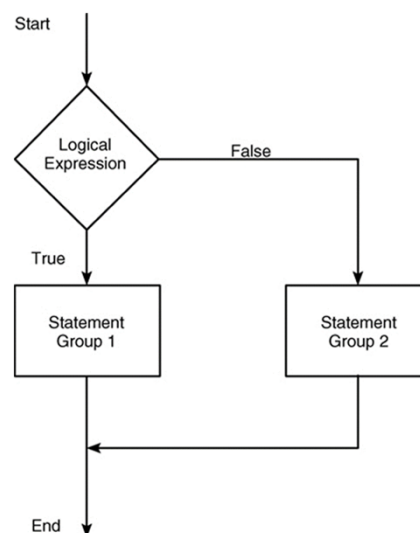 Start
Logical
Expression
False
True
Statement
Group 1
Statement
Group 2
End